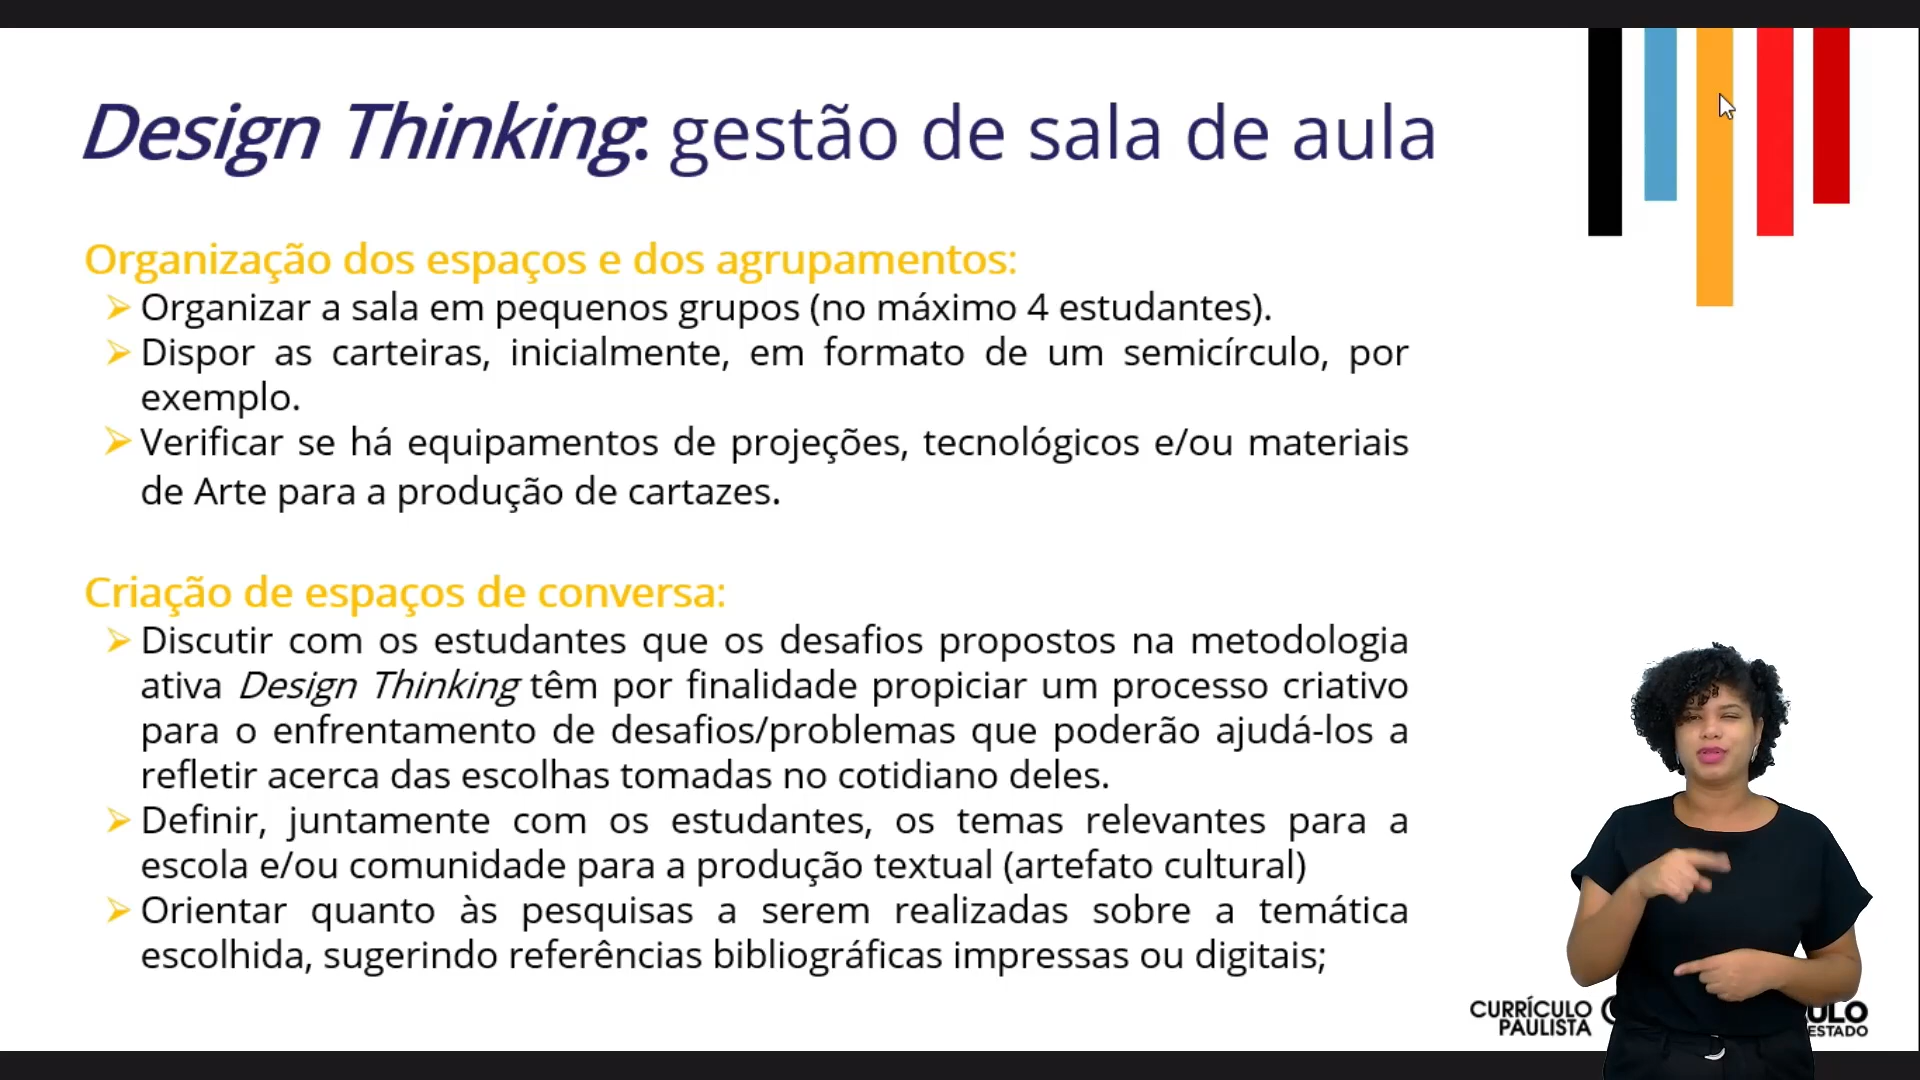 Design Thinking: gestão de sala de aula
Organização dos espaços e dos agrupamentos:
Organizar a sala em pequenos grupos (no máximo 4 estudantes).
Dispor as carteiras, inicialmente, em formato de um semicírculo, por
exemplo.
Verificar se há equipamentos de projeções, tecnológicos e/ou materiais
de Arte para a produção de cartazes.
Criação de espaços de conversa:
Discutir com os estudantes que os desafios propostos na metodologia
ativa Design Thinking têm por finalidade propiciar um processo criativo
para o enfrentamento de desafios/problemas que poderão ajudá-los a
refletir acerca das escolhas tomadas no cotidiano deles.
Definir, juntamente com os estudantes, os temas relevantes para a
escola e/ou comunidade para a produção textual (artefato cultural)
Orientar quanto às pesquisas a serem realizadas sobre a temática
escolhida, sugerindo referências bibliográficas impressas ou digitais;
CURRÍCULO
PAULISTA
ULO
ESTADO